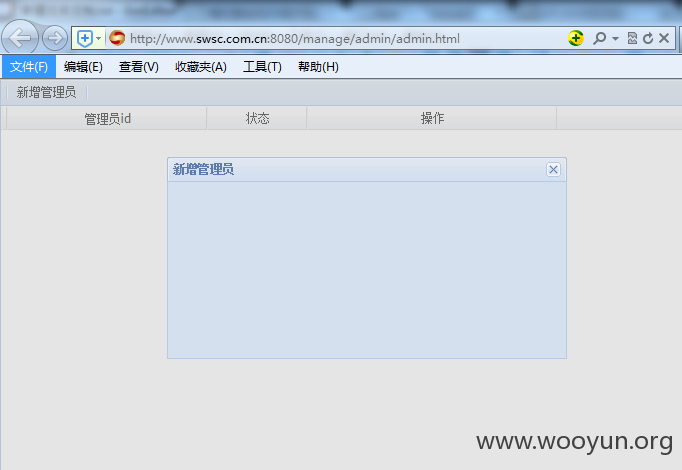 http://www.swsc.com.cn:8080/manage/admin/admin.html
文件(F) 编辑(E) 查看(V) 收藏夹(A) 工具(T) 帮助(H)
新增管理员
管理员id 状态 操作
新增管理员
www.wooyun.org